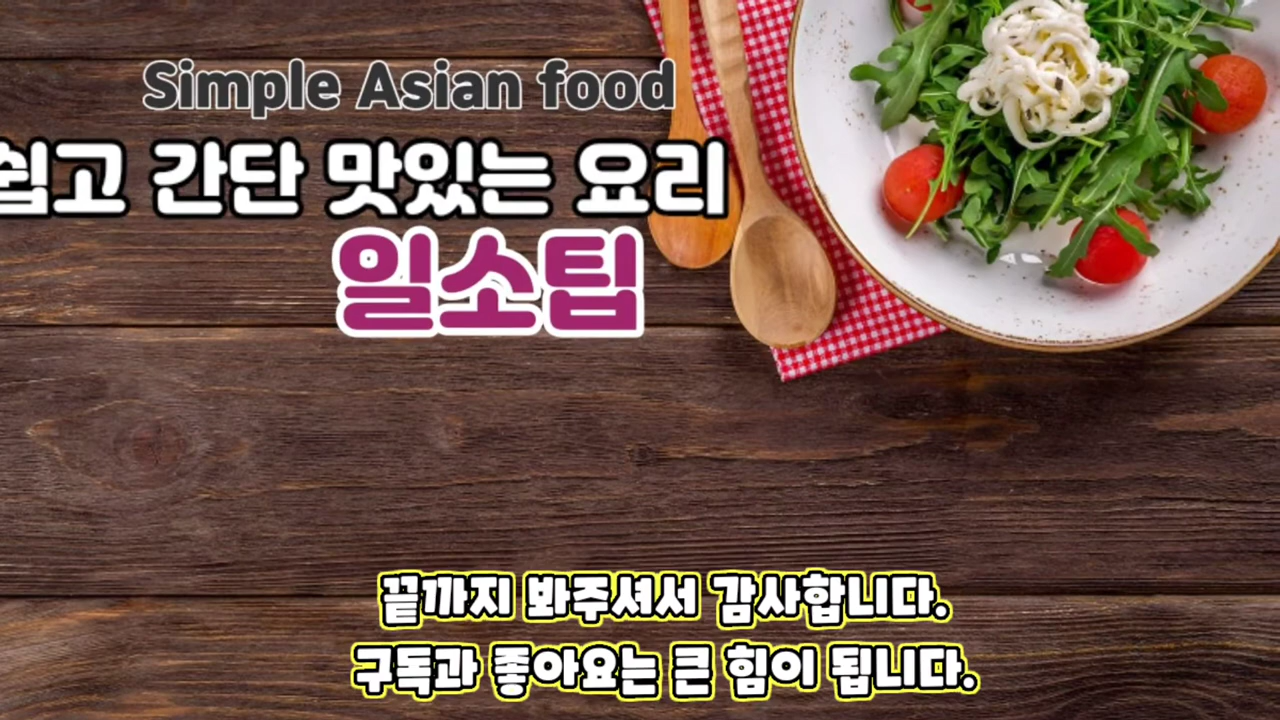 Simple Asian food
쉽고 간단 맛있는 요리
일소팁
끝까지 봐주셔서 감사합니다.
구독과 좋아요는 큰 힘이 됩니다.